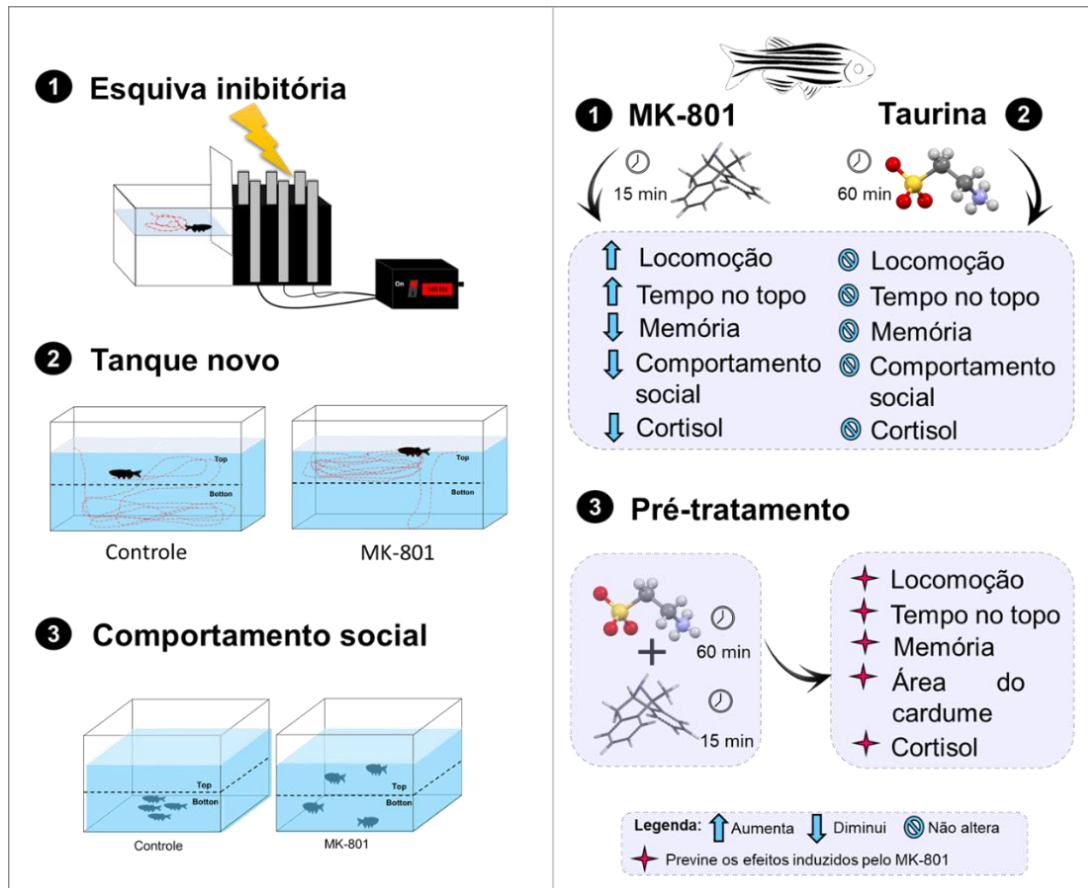 1 Esquiva inibitória
On
2 Tanque novo
Top
Botton
Controle
Top
Botton
MK-801
3 Comportamento social
Top
Botton
Controle
Top
Botton
MK-801
1 MK-801
15 min
Taurina 2
60 min
Locomoção
Tempo no topo
Memória
Comportamento
social
Cortisol
Locomoção
Tempo no topo
Memória
Comportamento
social
Cortisol
3 Pré-tratamento
60 min
+
15 min
Locomoção
Tempo no topo
Memória
Área do
cardume
Cortisol
Legenda: Aumenta Diminui Não altera
Previne os efeitos induzidos pelo MK-801